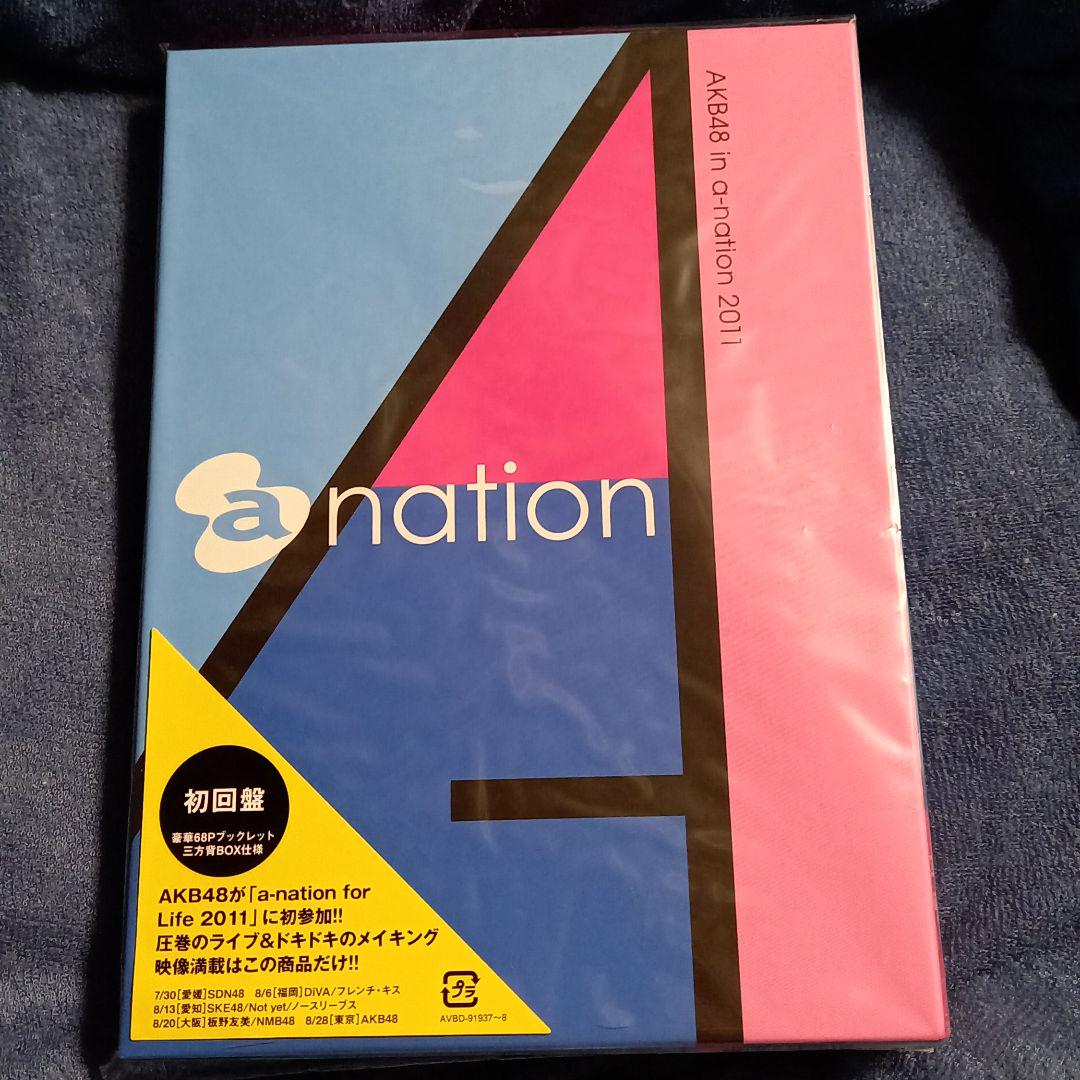 AKB48 in a-nation 2011
a nation
初回盤
豪華68Pブックレット
三方背BOX仕様
AKB48が「a-nation for
Life 2011」に初参加!!
圧巻のライブ&ドキドキのメイキング
映像満載はこの商品だけ!!
7/30[愛媛]SDN48 8/6[福岡]DiVA/フレンチ・キス
8/13[愛知]SKE48/Not yet/ノースリーブス
8/20[大阪]板野友美/NMB48 8/28[東京]AKB48
プラ
AVBD-91937〜8